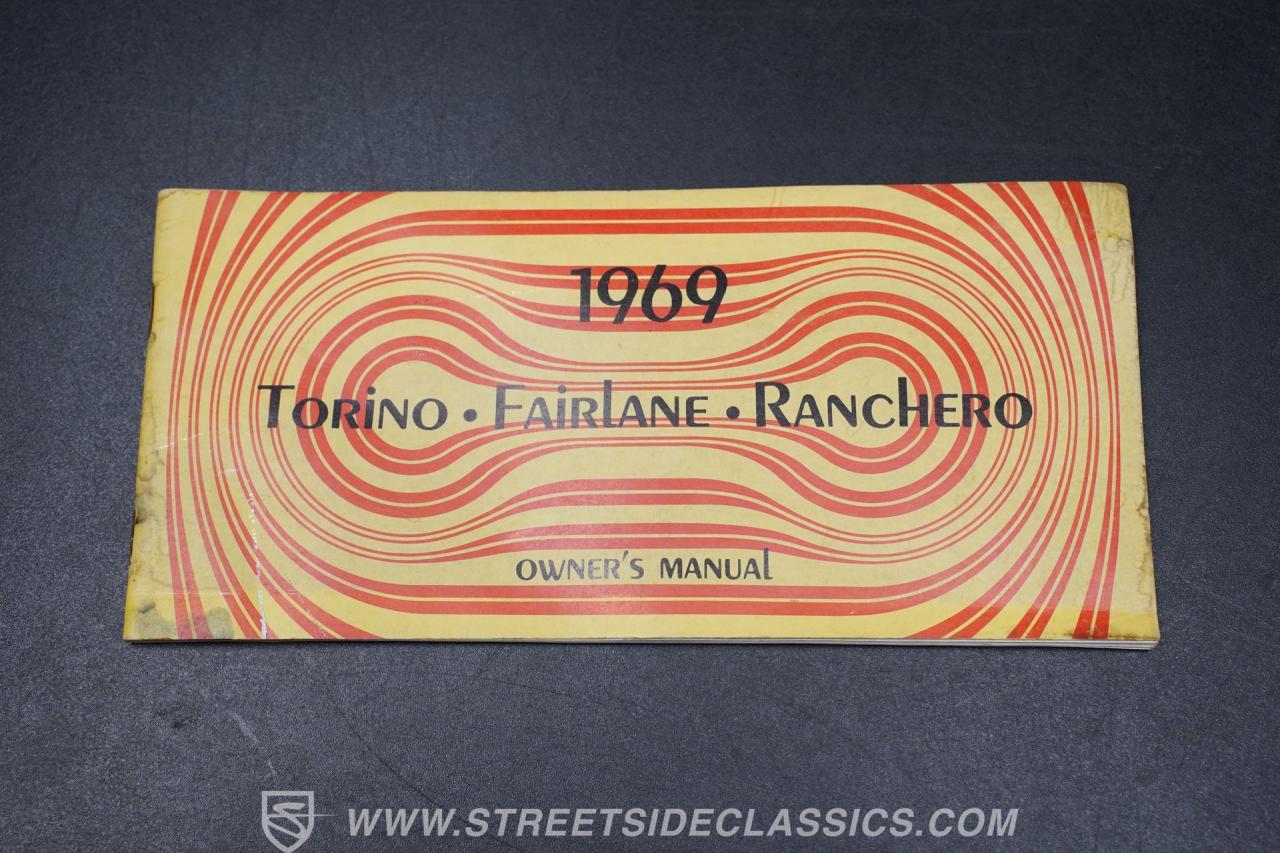 1969
Torino • Fairlane • Ranchero
OWNER'S MANUAL
WWW.STREETSIDECLASSICS.COM